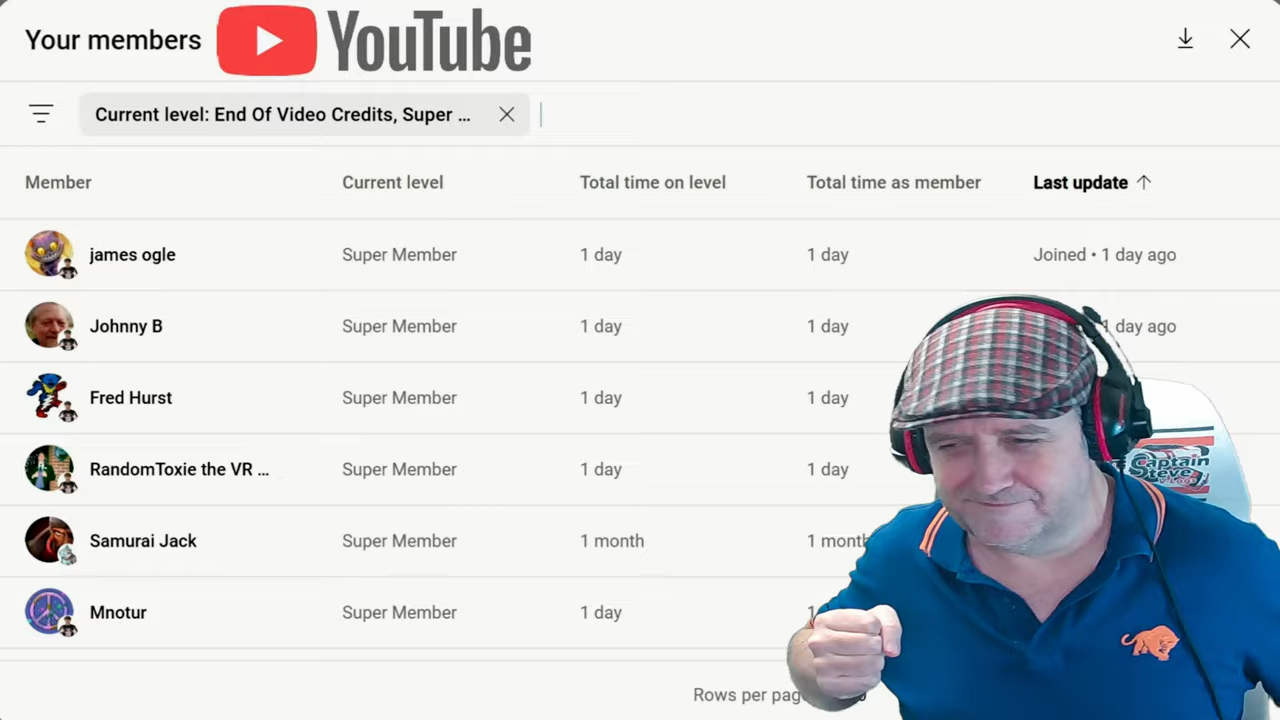 Your members YouTube
Current level: End Of Video Credits, Super ...
Member Current level Total time on level Total time as member Last update
james ogle Super Member 1 day 1 day Joined • 1 day ago
Johnny B Super Member 1 day 1 day 1 day ago
Fred Hurst Super Member 1 day 1 day
RandomToxie the VR ... Super Member 1 day 1 day
Captain
Steve
Samurai Jack Super Member 1 month 1 month
Mnotur Super Member 1 day 1
Rows per pag